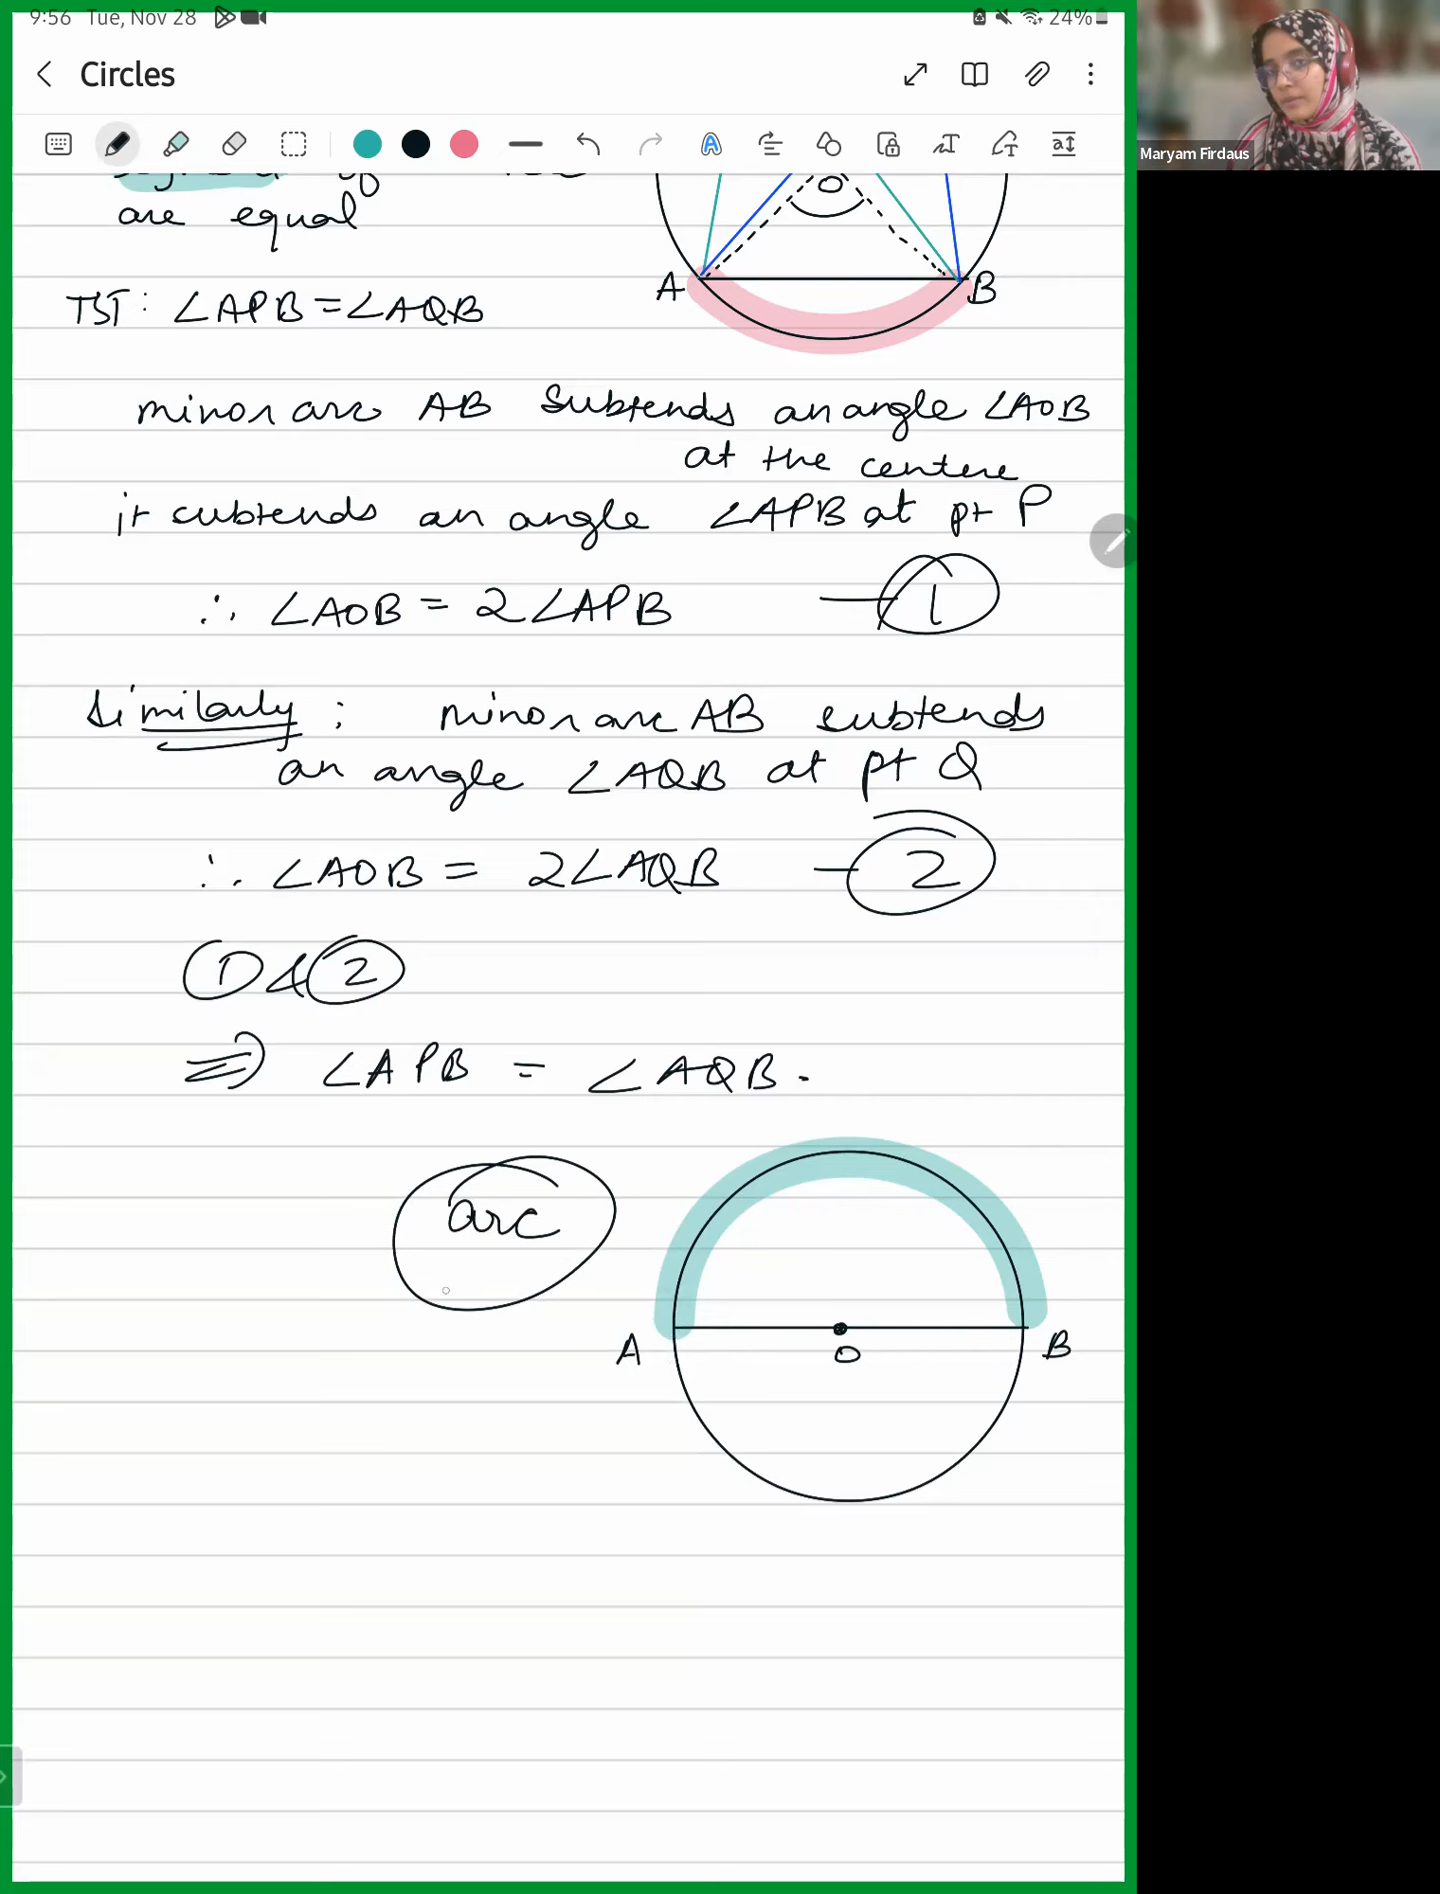 9:56 Tue, Nov 28
24%
Circles
Maryam Firdaus
are equal
O
A
B
TST: ∠APB = ∠AQB
minor arc AB subtends an angle ∠AOB
at the centere
it subtends an angle ∠APB at pt P
∴ ∠AOB = 2∠APB — 1
Similarly: minor arc AB subtends
an angle ∠AQB at pt Q
∴ ∠AOB = 2∠AQB — 2
1 & 2
⇒ ∠APB = ∠AQB.
arc
A
O
B